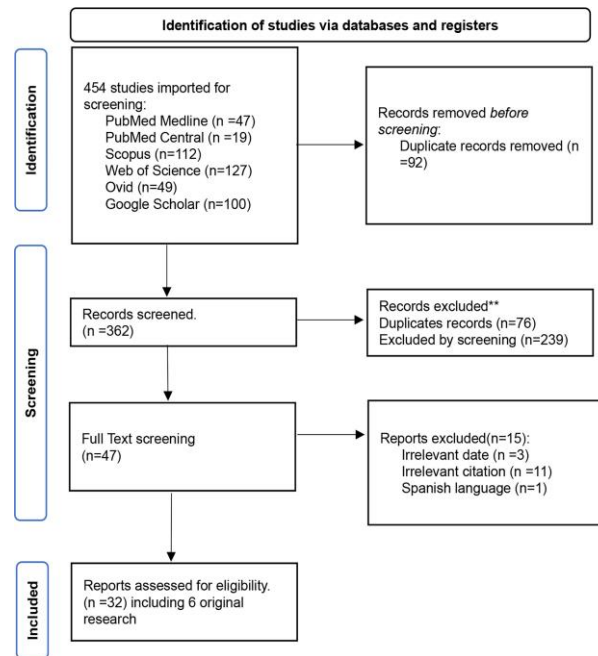 Identification of studies via databases and registers
Identification
454 studies imported for
screening:
PubMed Medline (n =47)
PubMed Central (n =19)
Scopus (n=112)
Web of Science (n=127)
Ovid (n=49)
Google Scholar (n=100)
Records removed before
screening:
Duplicate records removed (n
=92)
Screening
Records screened.
(n =362)
Records excluded**
Duplicates records (n=76)
Excluded by screening (n=239)
Full Text screening
(n=47)
Reports excluded(n=15):
Irrelevant date (n =3)
Irrelevant citation (n =11)
Spanish language (n=1)
Included
Reports assessed for eligibility.
(n =32) including 6 original
research